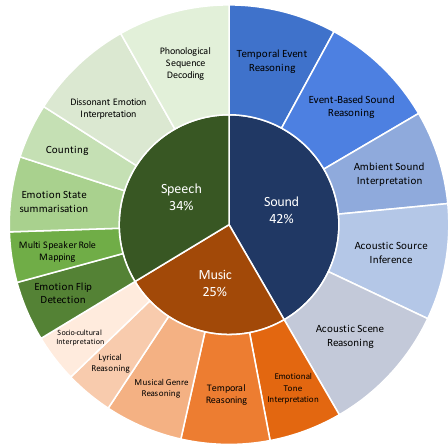 Phonological
Sequence
Decoding
Temporal Event
Reasoning
Event-Based Sound
Reasoning
Ambient Sound
Interpretation
Acoustic Source
Inference
Acoustic Scene
Reasoning
Emotional
Tone
Interpretation
Temporal
Reasoning
Musical Genre
Reasoning
Lyrical
Reasoning
Socio-cultural
Interpretation
Emotion Flip
Detection
Multi Speaker Role
Mapping
Emotion State
summarisation
Counting
Dissonant Emotion
Interpretation
Speech
34%
Sound
42%
Music
25%